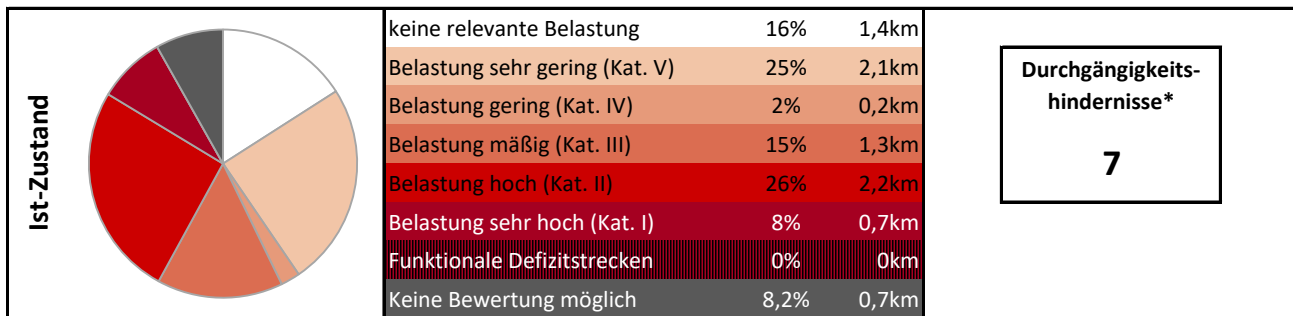 Ist-Zustand
keine relevante Belastung 16% 1,4km
Belastung sehr gering (Kat. V) 25% 2,1km
Belastung gering (Kat. IV) 2% 0,2km
Belastung mäßig (Kat. III) 15% 1,3km
Belastung hoch (Kat. II) 26% 2,2km
Belastung sehr hoch (Kat. I) 8% 0,7km
Funktionale Defizitstrecken 0% 0km
Keine Bewertung möglich 8,2% 0,7km
Durchgängigkeits-
hindernisse*
7